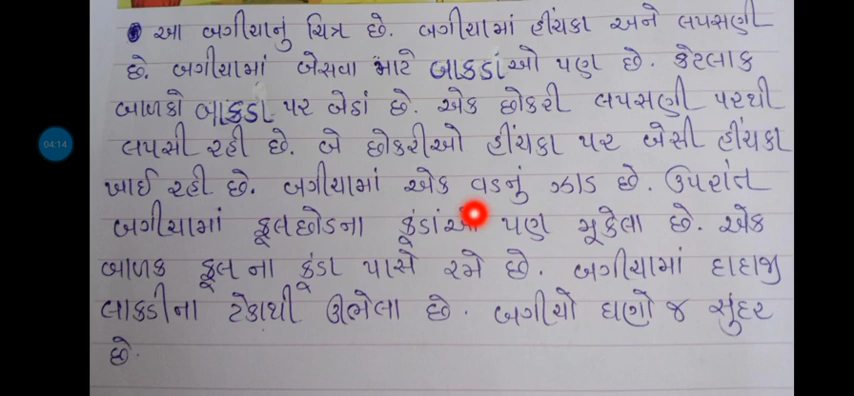 આ બગીચાનું ચિત્ર છે. બગીચામાં હીંચકા અને લપસણી
છે. બગીચામાં બેસવા માટે બાકડાંઓ પણ છે. કેટલાક
બાળકો બાકડા પર બેઠાં છે. એક છોકરી લપસણી પરથી
04:14
લપસી રહી છે. બે છોકરીઓ હીંચકા પર બેસી હીંચકા
ખાઈ રહી છે. બગીચામાં એક વડનું ઝાડ છે. ઉપરાંત
બગીચામાં ફૂલછોડના કૂંડાંઓ પણ મૂકેલા છે. એક
બાળક ફૂલ ના કૂંડા પાસે રમે છે. બગીચામાં દાદાજી
લાકડીના ટેકાથી ઊભેલા છે. બગીચો ઘણો જ સુંદર
છે.